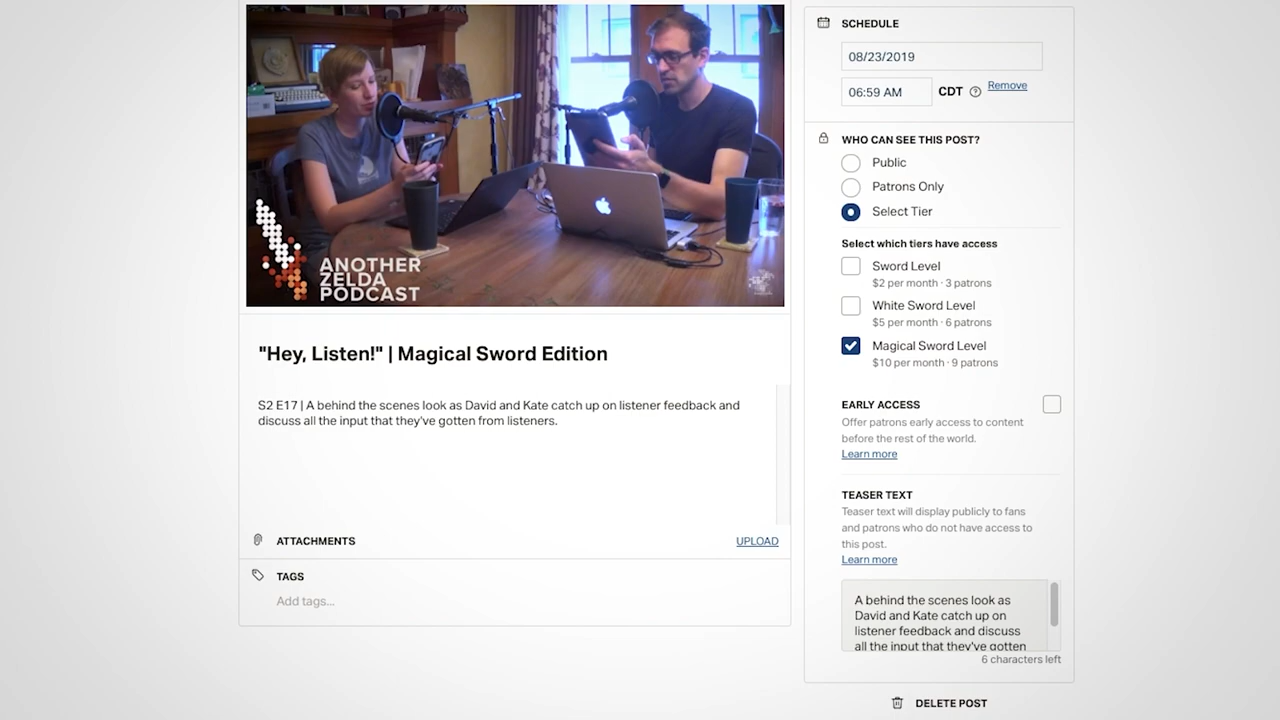 ANOTHER
ZELDA
PODCAST
"Hey, Listen!" | Magical Sword Edition
S2 E17 | A behind the scenes look as David and Kate catch up on listener feedback and
discuss all the input that they've gotten from listeners.
ATTACHMENTS
UPLOAD
TAGS
Add tags...
SCHEDULE
08/23/2019
06:59 AM
CDT
Remove
WHO CAN SEE THIS POST?
Public
Patrons Only
Select Tier
Select which tiers have access
Sword Level
$2 per month · 3 patrons
White Sword Level
$5 per month · 6 patrons
Magical Sword Level
$10 per month · 9 patrons
EARLY ACCESS
Offer patrons early access to content
before the rest of the world.
Learn more
TEASER TEXT
Teaser text will display publicly to fans
and patrons who do not have access to
this post.
Learn more
A behind the scenes look as
David and Kate catch up on
listener feedback and discuss
all the input that they've gotten
6 characters left
DELETE POST